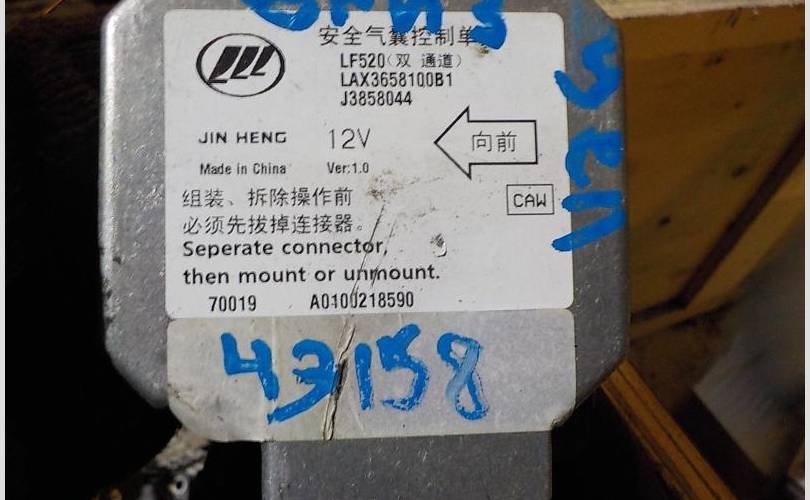 安全气囊控制单
LF520(双 通道)
LAX3658100B1
J3858044
JIN HENG 12V
向前
Made in China Ver:1.0
CAW
组装、拆除操作前
必须先拔掉连接器。
Seperate connector,
then mount or unmount.
70019 A0100218590
43158